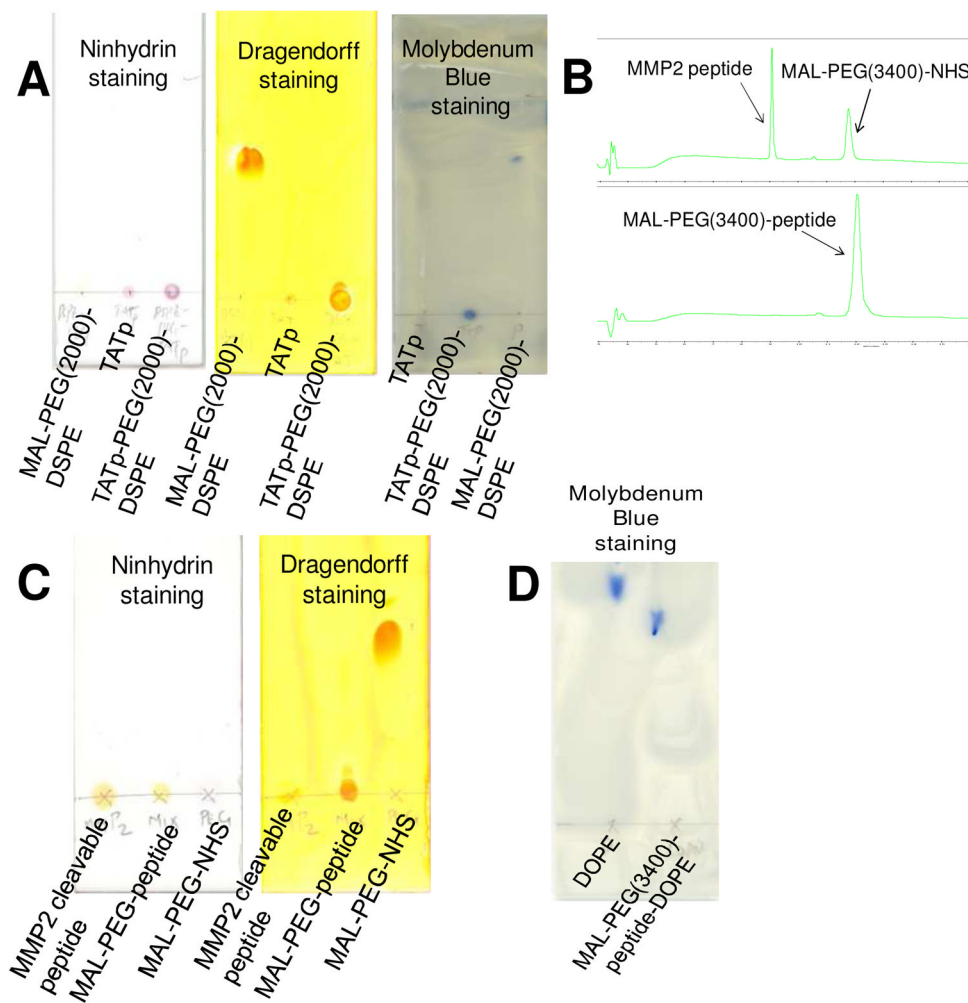 A
Ninhydrin
staining
Dragendorff
staining
Molybdenum
Blue
staining
MAL-PEG(2000)-
DSPE
TATp
TATp-PEG(2000)-
DSPE
MAL-PEG(2000)-
DSPE
TATp
TATp-PEG(2000)-
DSPE
TATp
TATp-PEG(2000)-
DSPE
MAL-PEG(2000)-
DSPE
B
MMP2 peptide
MAL-PEG(3400)-NHS
MAL-PEG(3400)-peptide
C
Ninhydrin
staining
Dragendorff
staining
MIX
PEG
MMP2 cleavable
peptide
MAL-PEG-peptide
MAL-PEG-NHS
MMP2 cleavable
peptide
MAL-PEG-peptide
MAL-PEG-NHS
D
Molybdenum
Blue
staining
DOPE
MAL-PEG(3400)-
peptide-DOPE